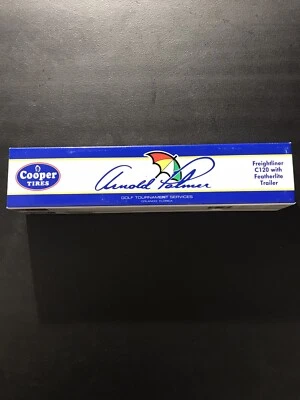 Cooper
TIRES
Arnold Palmer
GOLF TOURNAMENT SERVICES
ORLANDO, FLORIDA
Freightliner
C120 with
Featherlite
Trailer